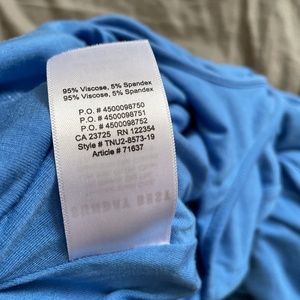 95% Viscose, 5% Spandex
95% Viscose, 5% Spandex
P.O. # 4500098750
P.O. # 4500098751
P.O. # 4500098752
CA 23725 RN 122354
Style # TNU2-8573-19
Article # 71637